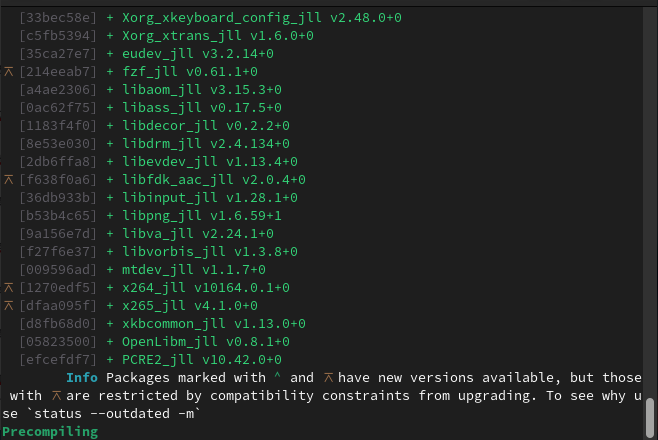 [33bec58e] + Xorg_xkeyboard_config_jll v2.48.0+0
[c5fb5394] + Xorg_xtrans_jll v1.6.0+0
[35ca27e7] + eudev_jll v3.2.14+0
⌅ [214eeab7] + fzf_jll v0.61.1+0
[a4ae2306] + libaom_jll v3.15.3+0
[0ac62f75] + libass_jll v0.17.5+0
[1183f4f0] + libdecor_jll v0.2.2+0
[8e53e030] + libdrm_jll v2.4.134+0
[2db6ffa8] + libevdev_jll v1.13.4+0
⌅ [f638f0a6] + libfdk_aac_jll v2.0.4+0
[36db933b] + libinput_jll v1.28.1+0
[b53b4c65] + libpng_jll v1.6.59+1
[9a156e7d] + libva_jll v2.24.1+0
[f27f6e37] + libvorbis_jll v1.3.8+0
[009596ad] + mtdev_jll v1.1.7+0
⌅ [1270edf5] + x264_jll v10164.0.1+0
⌅ [dfaa095f] + x265_jll v4.1.0+0
[d8fb68d0] + xkbcommon_jll v1.13.0+0
[05823500] + OpenLibm_jll v0.8.1+0
[efcefdf7] + PCRE2_jll v10.42.0+0
Info Packages marked with ⌃ and ⌅ have new versions available, but those
with ⌅ are restricted by compatibility constraints from upgrading. To see why u
se `status --outdated -m`
Precompiling